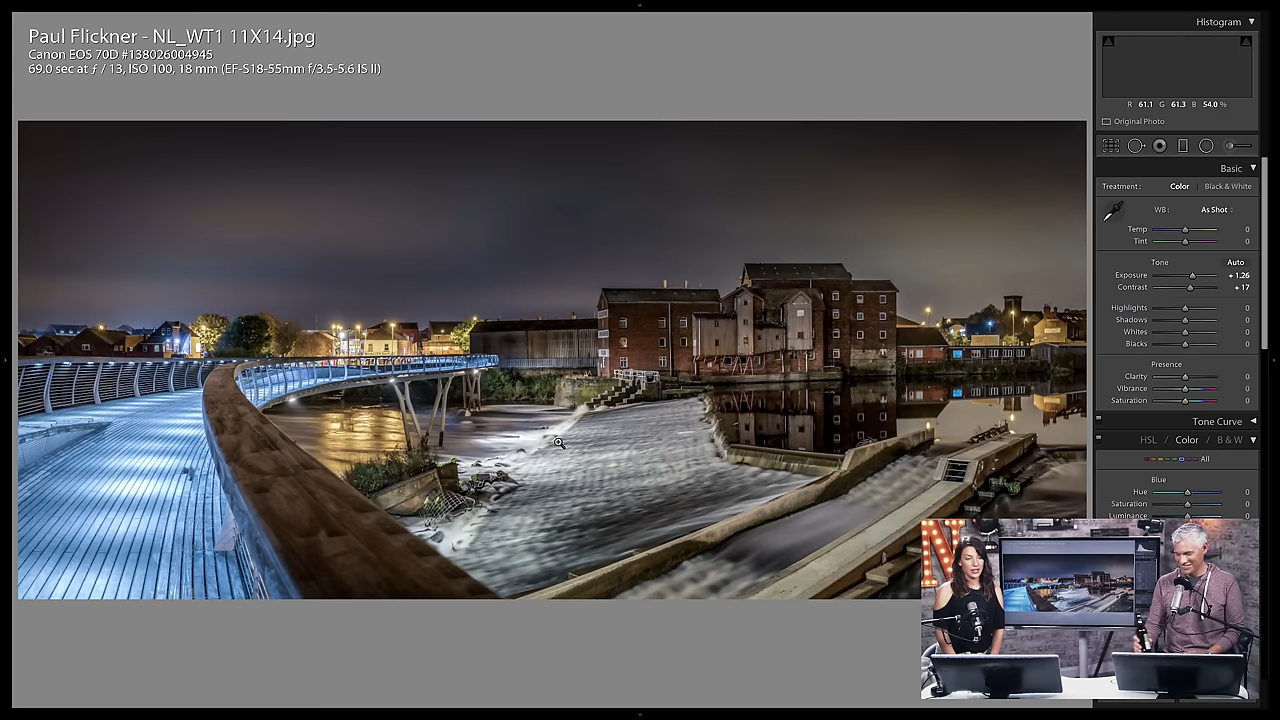 Paul Flickner - NL_WT1 11X14.jpg
Canon EOS 70D #138026004945
69.0 sec at ƒ / 13, ISO 100, 18 mm (EF-S18-55mm f/3.5-5.6 IS II)
Histogram
R 61.1 G 61.3 B 54.0 %
Original Photo
Basic
Treatment : Color Black & White
WB : As Shot
Temp 0
Tint 0
Tone Auto
Exposure + 1.26
Contrast + 17
Highlights 0
Shadows 0
Whites 0
Blacks 0
Presence
Clarity 0
Vibrance 0
Saturation 0
Tone Curve
HSL / Color / B & W
All
Blue
Hue 0
Saturation 0
Luminance 0
N